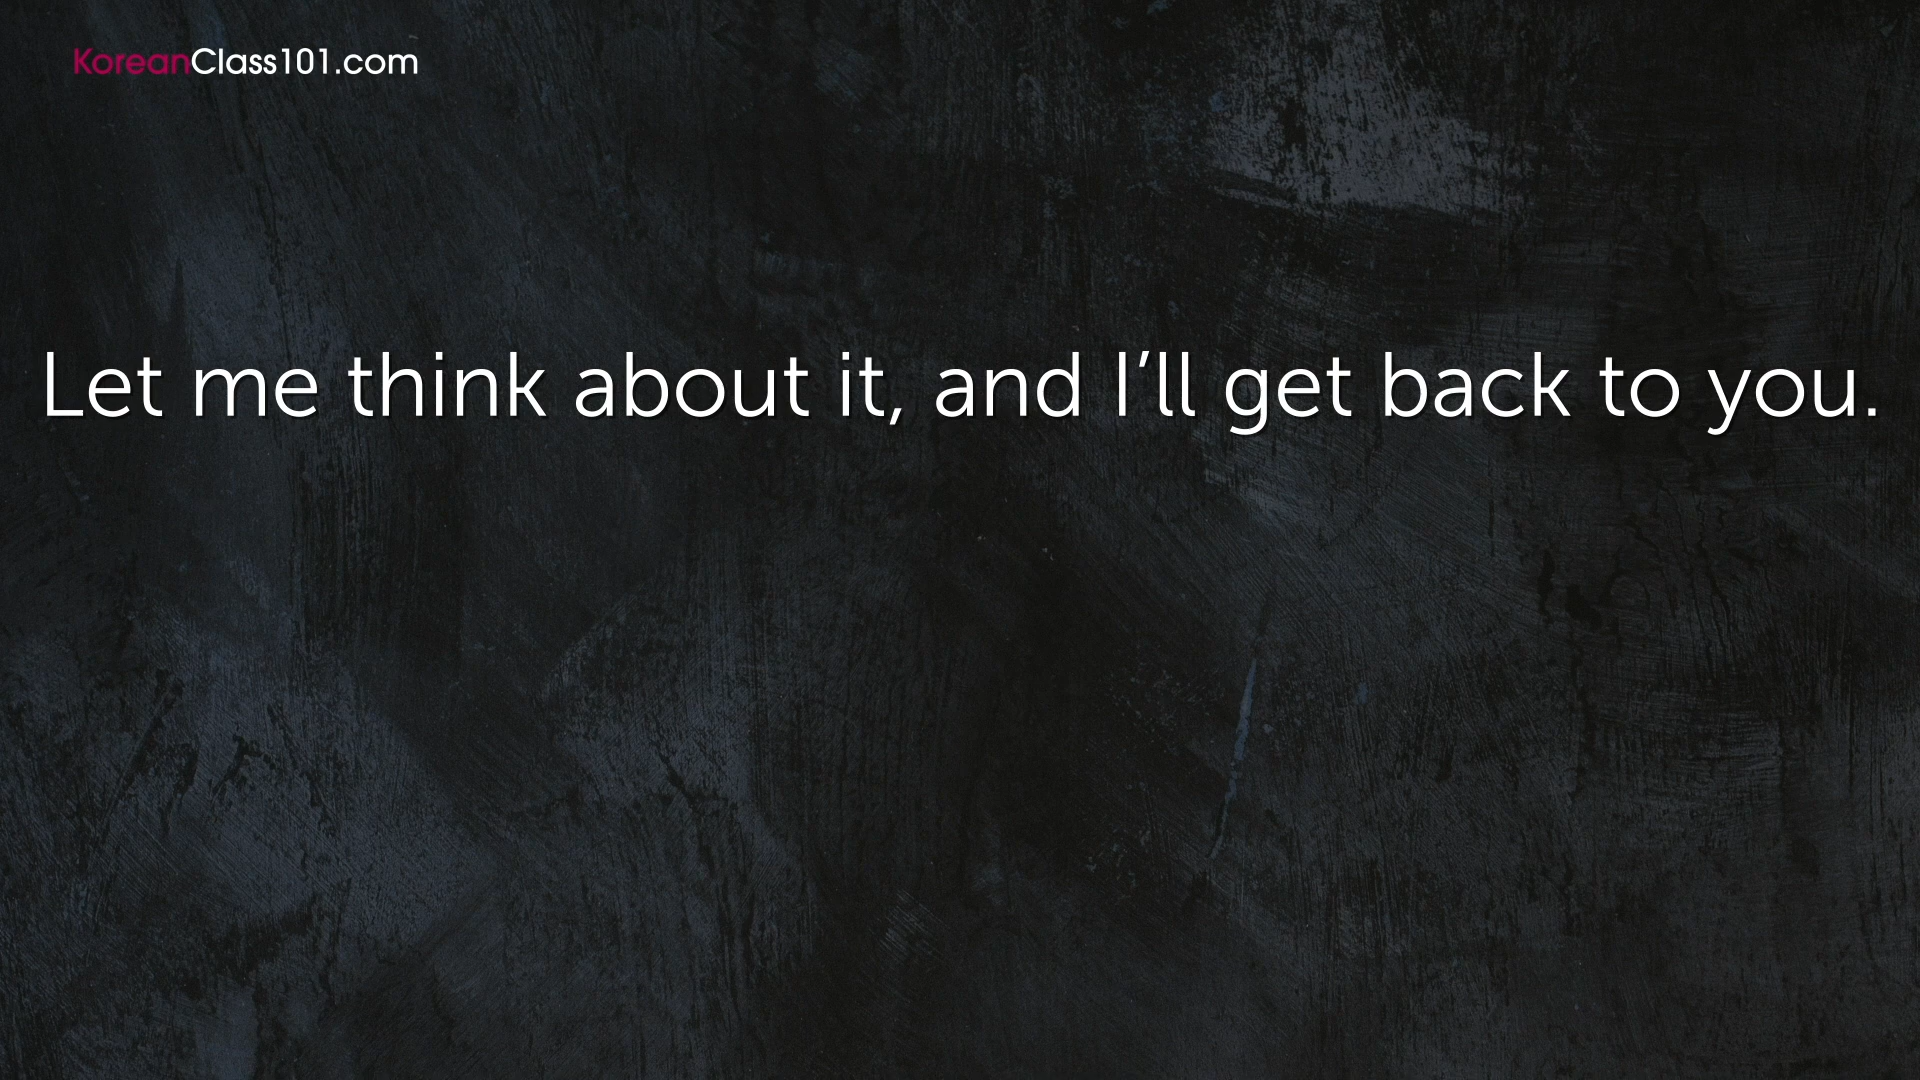 KoreanClass101.com
Let me think about it, and I’ll get back to you.